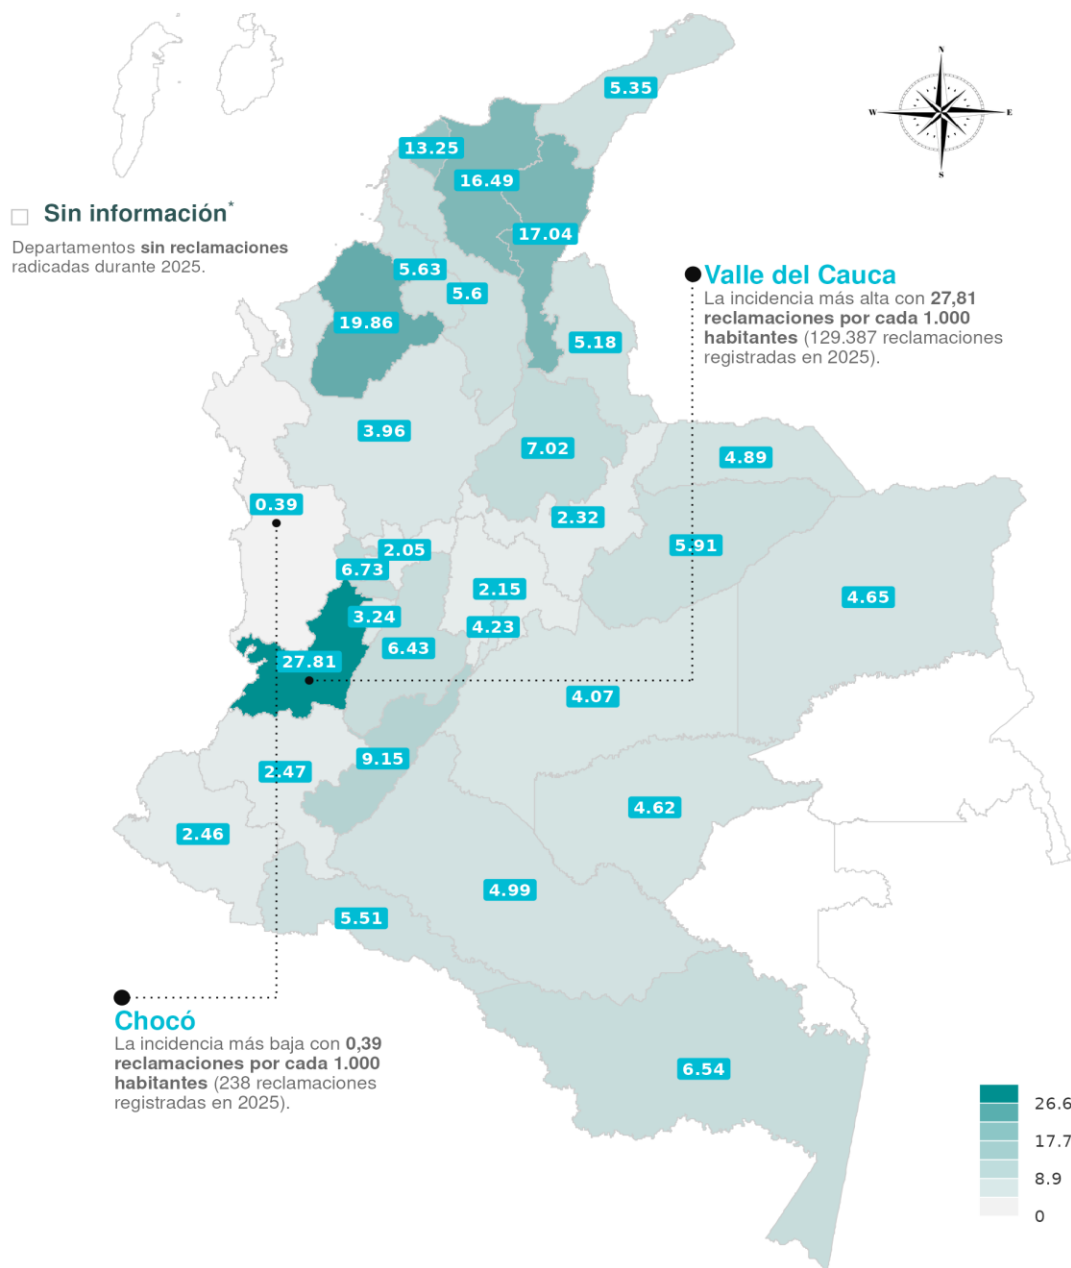 N
W
E
S
5.35
13.25
16.49
Sin información*
Departamentos sin reclamaciones
radicadas durante 2025.
17.04
5.63
5.6
19.86
5.18
Valle del Cauca
La incidencia más alta con 27,81
reclamaciones por cada 1.000
habitantes (129.387 reclamaciones
registradas en 2025).
3.96
7.02
4.89
0.39
2.32
2.05
5.91
6.73
2.15
4.65
3.24
4.23
6.43
27.81
4.07
9.15
2.47
4.62
2.46
4.99
5.51
Chocó
La incidencia más baja con 0,39
reclamaciones por cada 1.000
habitantes (238 reclamaciones
registradas en 2025).
6.54
26.6
17.7
8.9
0